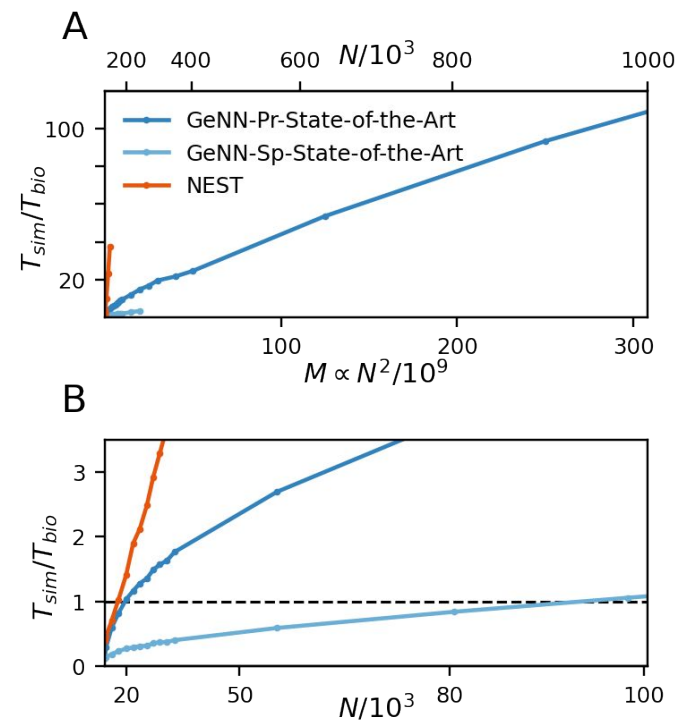 A
200 400 600 N/10³ 800 1000
GeNN-Pr-State-of-the-Art
GeNN-Sp-State-of-the-Art
NEST
T_sim/T_bio
100
20
100 200 300
M ∝ N²/10⁹
B
T_sim/T_bio
3
2
1
0
20 50 80 100
N/10³